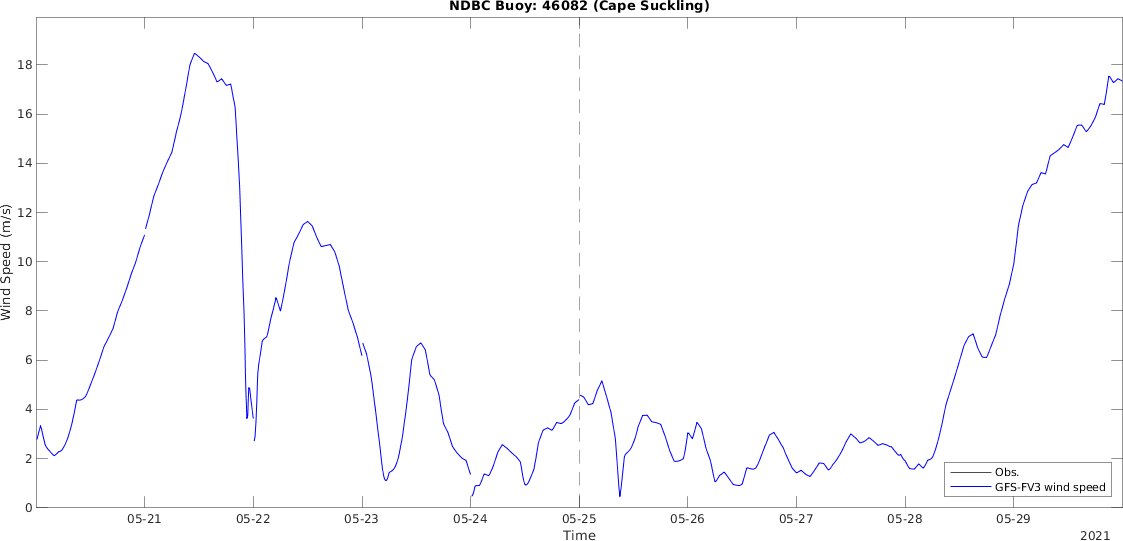 NDBC Buoy: 46082 (Cape Suckling)
Wind Speed (m/s)
18
16
14
12
10
8
6
4
2
0
Obs.
GFS-FV3 wind speed
05-21 05-22 05-23 05-24 05-25 05-26 05-27 05-28 05-29
Time
2021